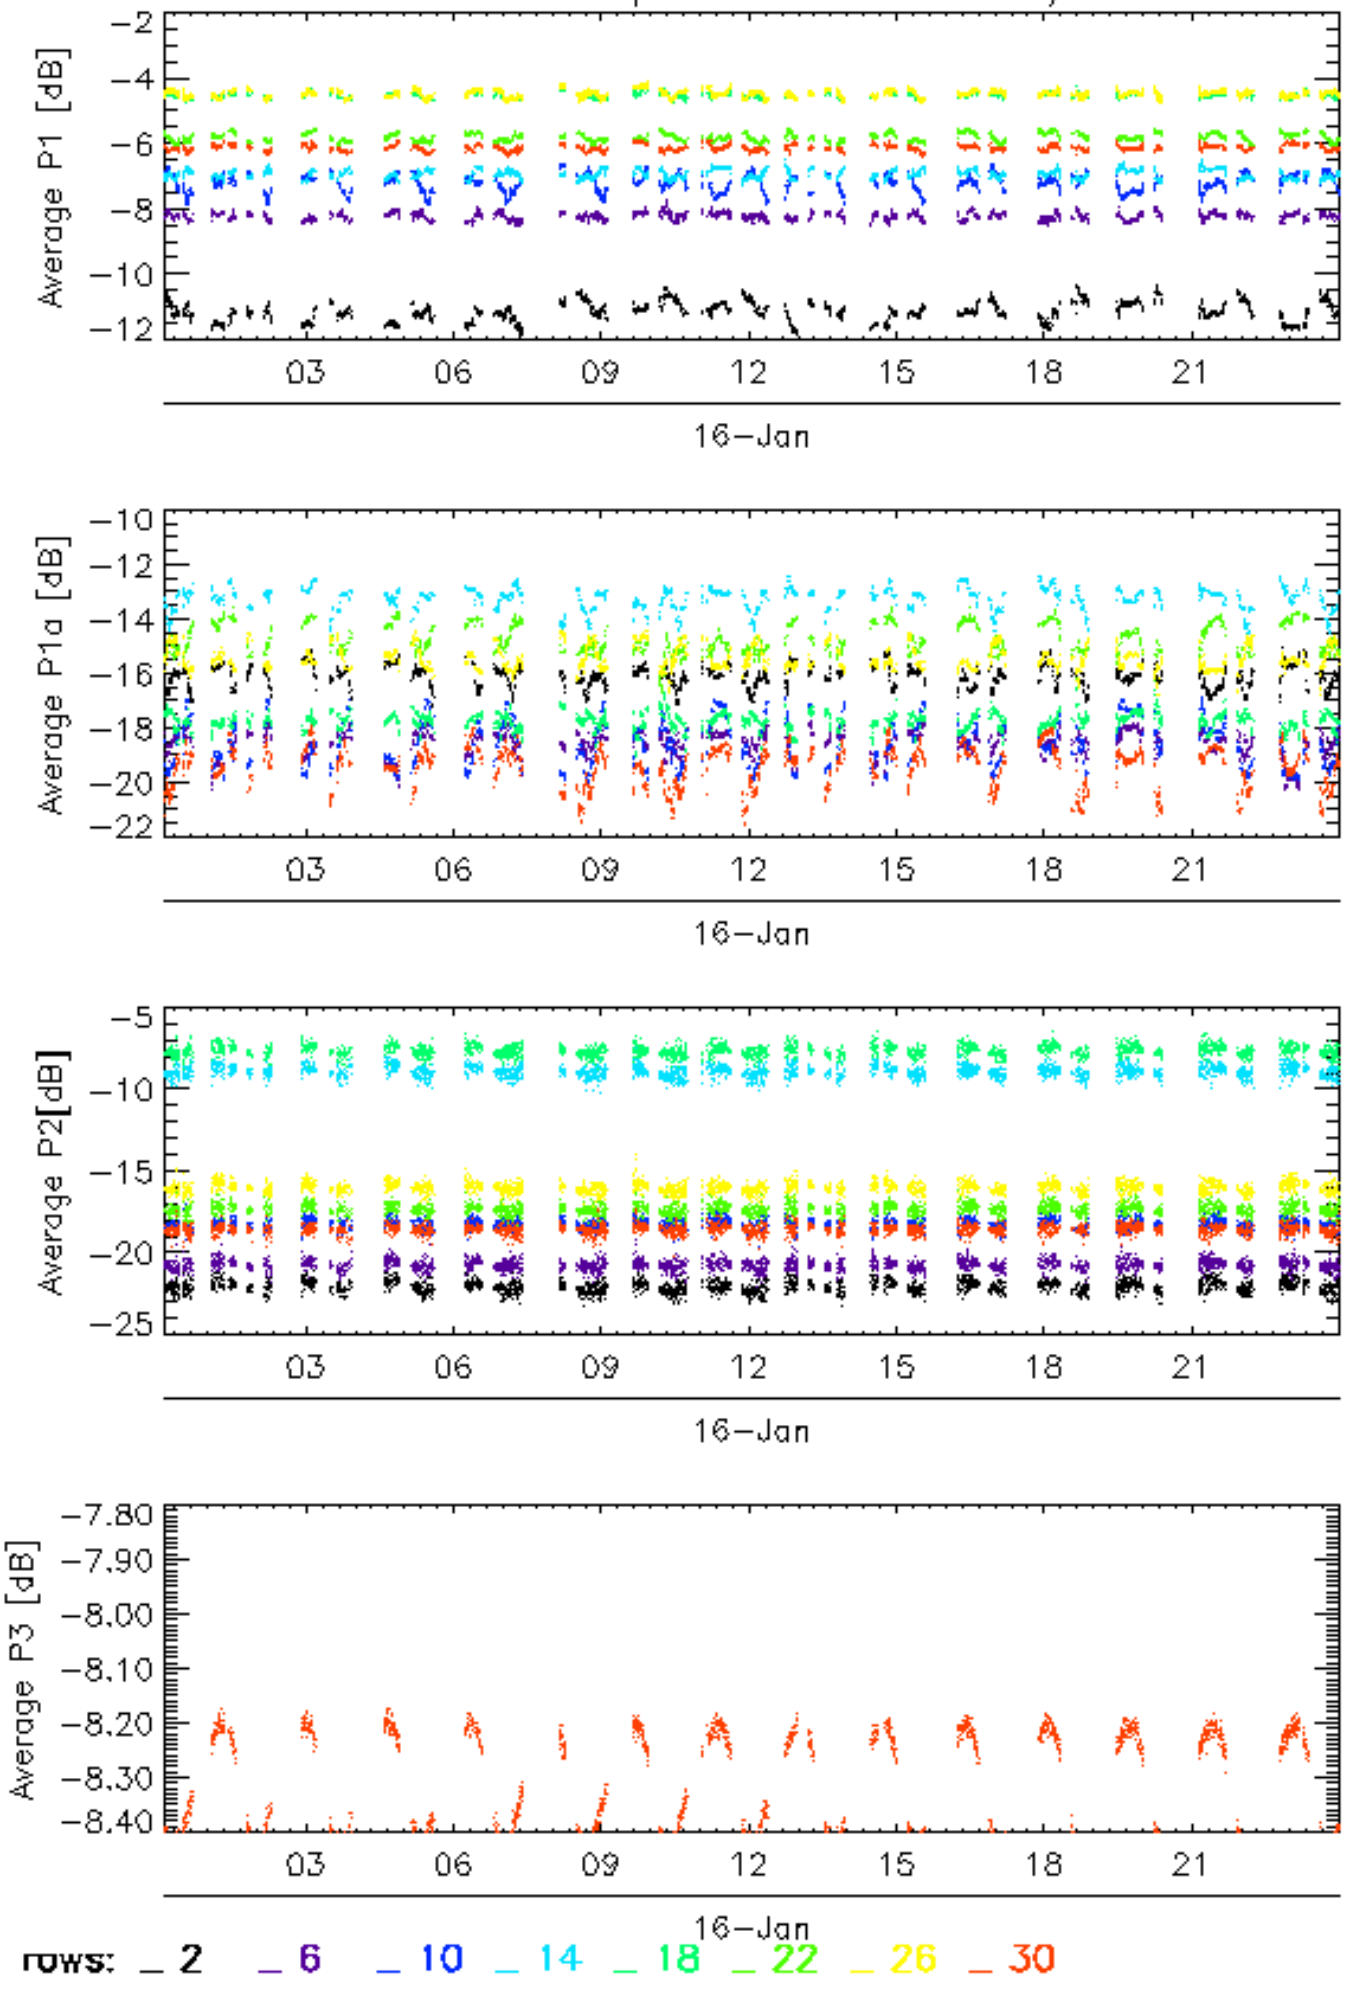 −2
−4
−6
−8
−10
−12
Average P1 [dB]
03 06 09 12 15 18 21
16−Jan
−10
−12
−14
−16
−18
−20
−22
Average P1a [dB]
03 06 09 12 15 18 21
16−Jan
−5
−10
−15
−20
−25
Average P2[dB]
03 06 09 12 15 18 21
16−Jan
−7.80
−7.90
−8.00
−8.10
−8.20
−8.30
−8.40
Average P3 [dB]
03 06 09 12 15 18 21
16−Jan
rows: _ 2 _ 6 _ 10 _ 14 _ 18 _ 22 _ 26 _ 30